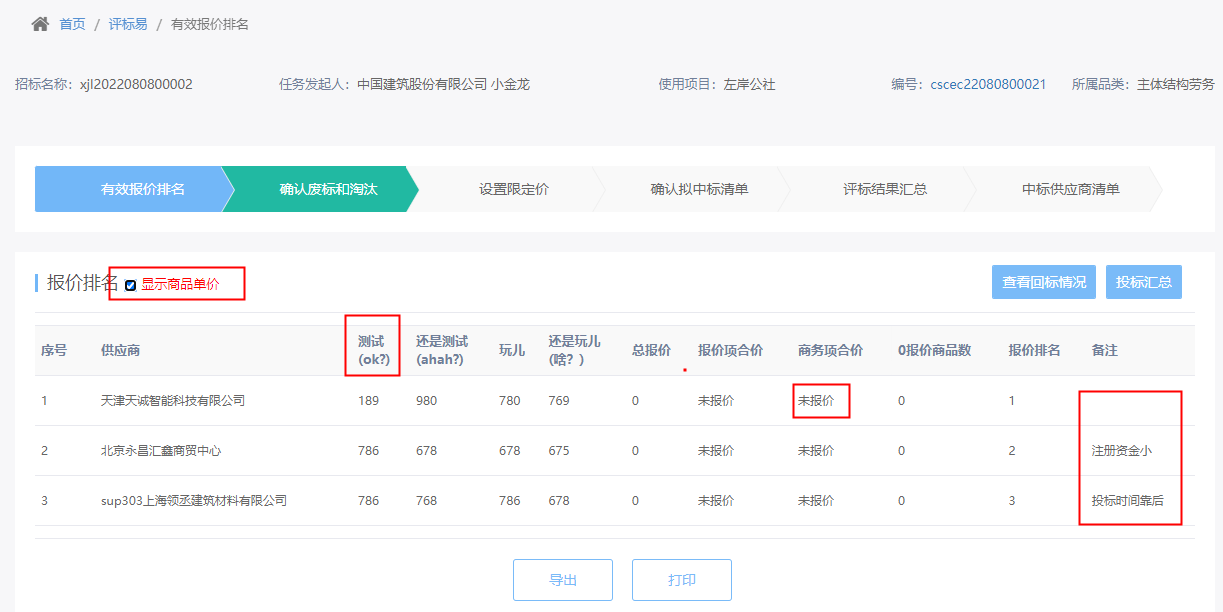 首页 / 评标易 / 有效报价排名
招标名称: xjl2022080800002 任务发起人: 中国建筑股份有限公司 小金龙 使用项目: 左岸公社 编号: cscec22080800021 所属品类: 主体结构劳务
有效报价排名 确认废标和淘汰 设置限定价 确认拟中标清单 评标结果汇总 中标供应商清单
报价排名 显示商品单价 查看回标情况 投标汇总
序号 供应商 测试(ok?) 还是测试(ahah?) 玩儿 还是玩儿(啥?) 总报价 报价项合价 商务项合价 0报价商品数 报价排名 备注
1 天津天诚智能科技有限公司 189 980 780 769 0 未报价 未报价 0 1
2 北京永昌汇鑫商贸中心 786 678 678 675 0 未报价 未报价 0 2 注册资金小
3 sup303上海领丞建筑材料有限公司 786 768 786 678 0 未报价 未报价 0 3 投标时间靠后
导出 打印